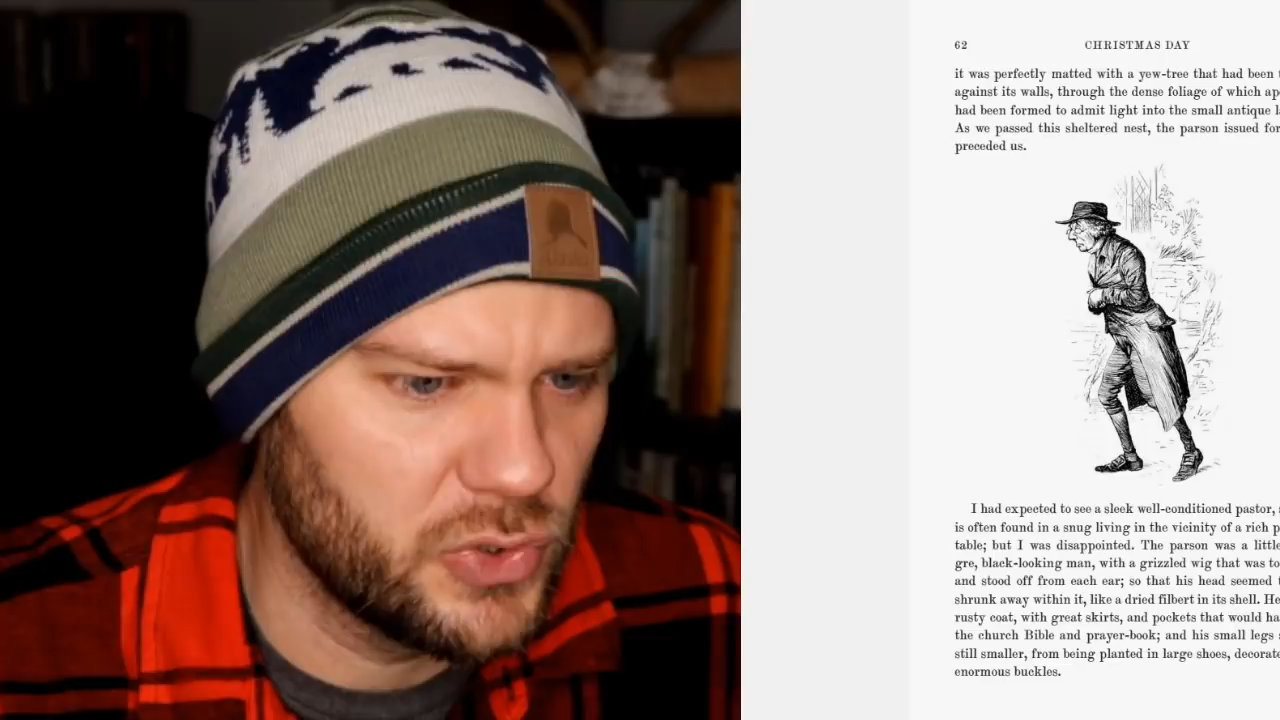 62 CHRISTMAS DAY
it was perfectly matted with a yew-tree that had been
against its walls, through the dense foliage of which
had been formed to admit light into the small antique
As we passed this sheltered nest, the parson issued
preceded us.
I had expected to see a sleek well-conditioned pastor,
is often found in a snug living in the vicinity of a rich
table; but I was disappointed. The parson was a little
gre, black-looking man, with a grizzled wig that was
and stood off from each ear; so that his head seemed
shrunk away within it, like a dried filbert in its shell.
rusty coat, with great skirts, and pockets that would
the church Bible and prayer-book; and his small legs
still smaller, from being planted in large shoes,
enormous buckles.